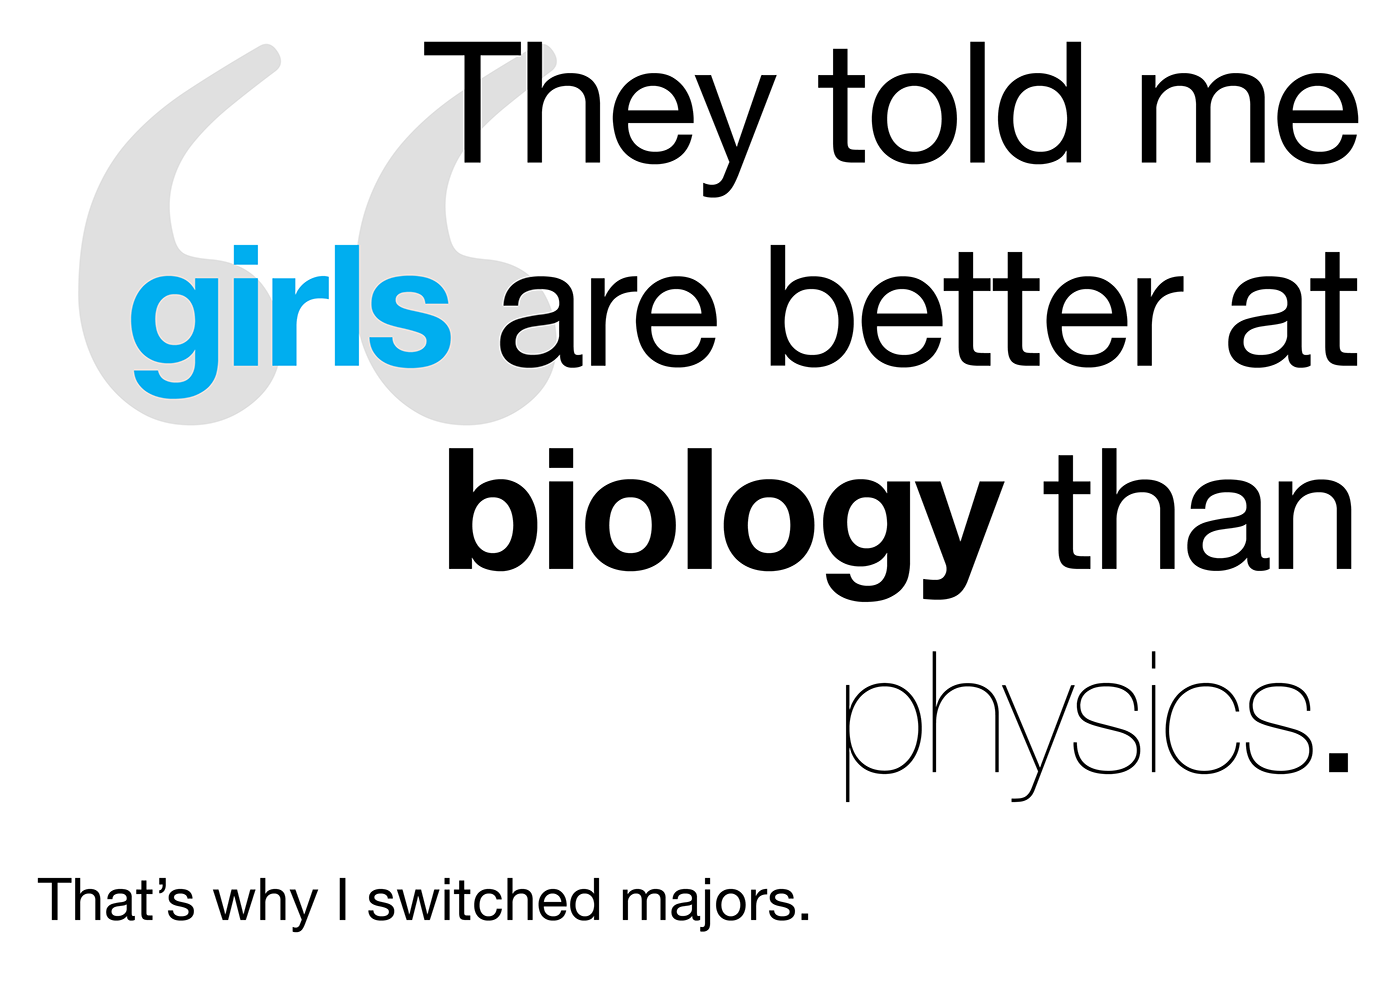 “
They told me
girls are better at
biology than
physics.
That’s why I switched majors.